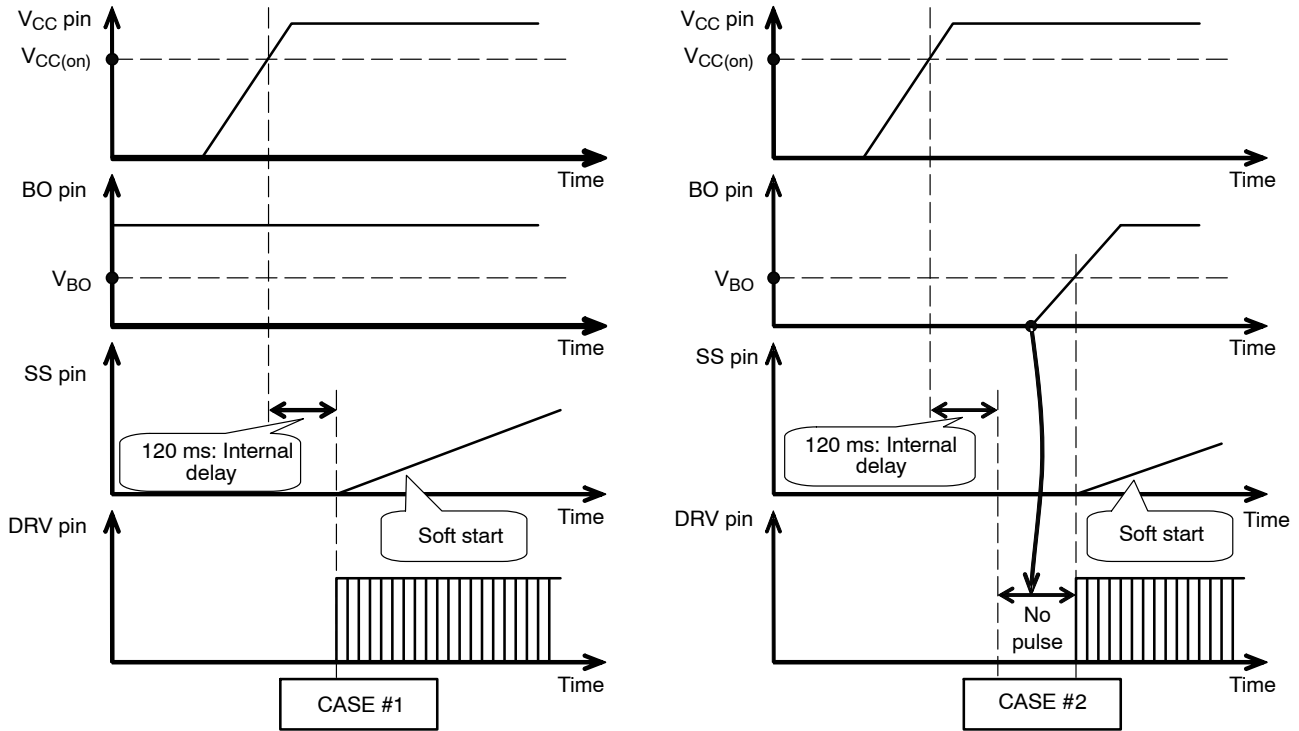 VCC pin
VCC(on)
Time
BO pin
VBO
Time
SS pin
120 ms: Internal
delay
Time
Soft start
DRV pin
Time
CASE #1
VCC pin
VCC(on)
Time
BO pin
VBO
Time
SS pin
120 ms: Internal
delay
Time
Soft start
DRV pin
No
pulse
Time
CASE #2